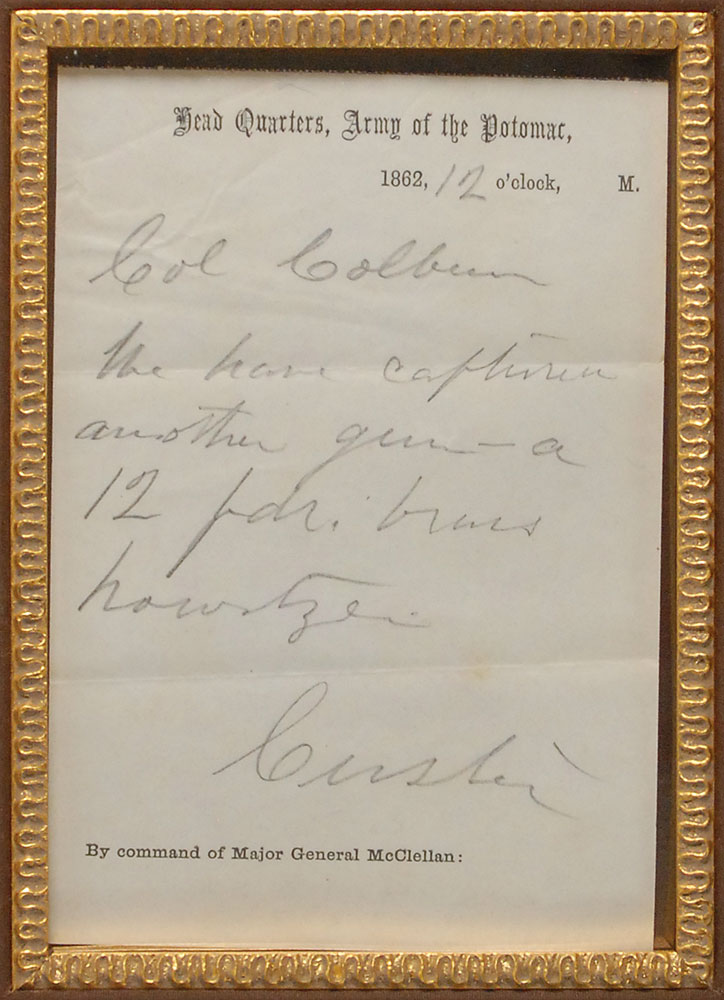 Head Quarters, Army of the Potomac,
1862, 12 o'clock, M.
Col Colburn
We have captured
another gun — a
12 pdr. brass
howitzer
Custer
By command of Major General McClellan: